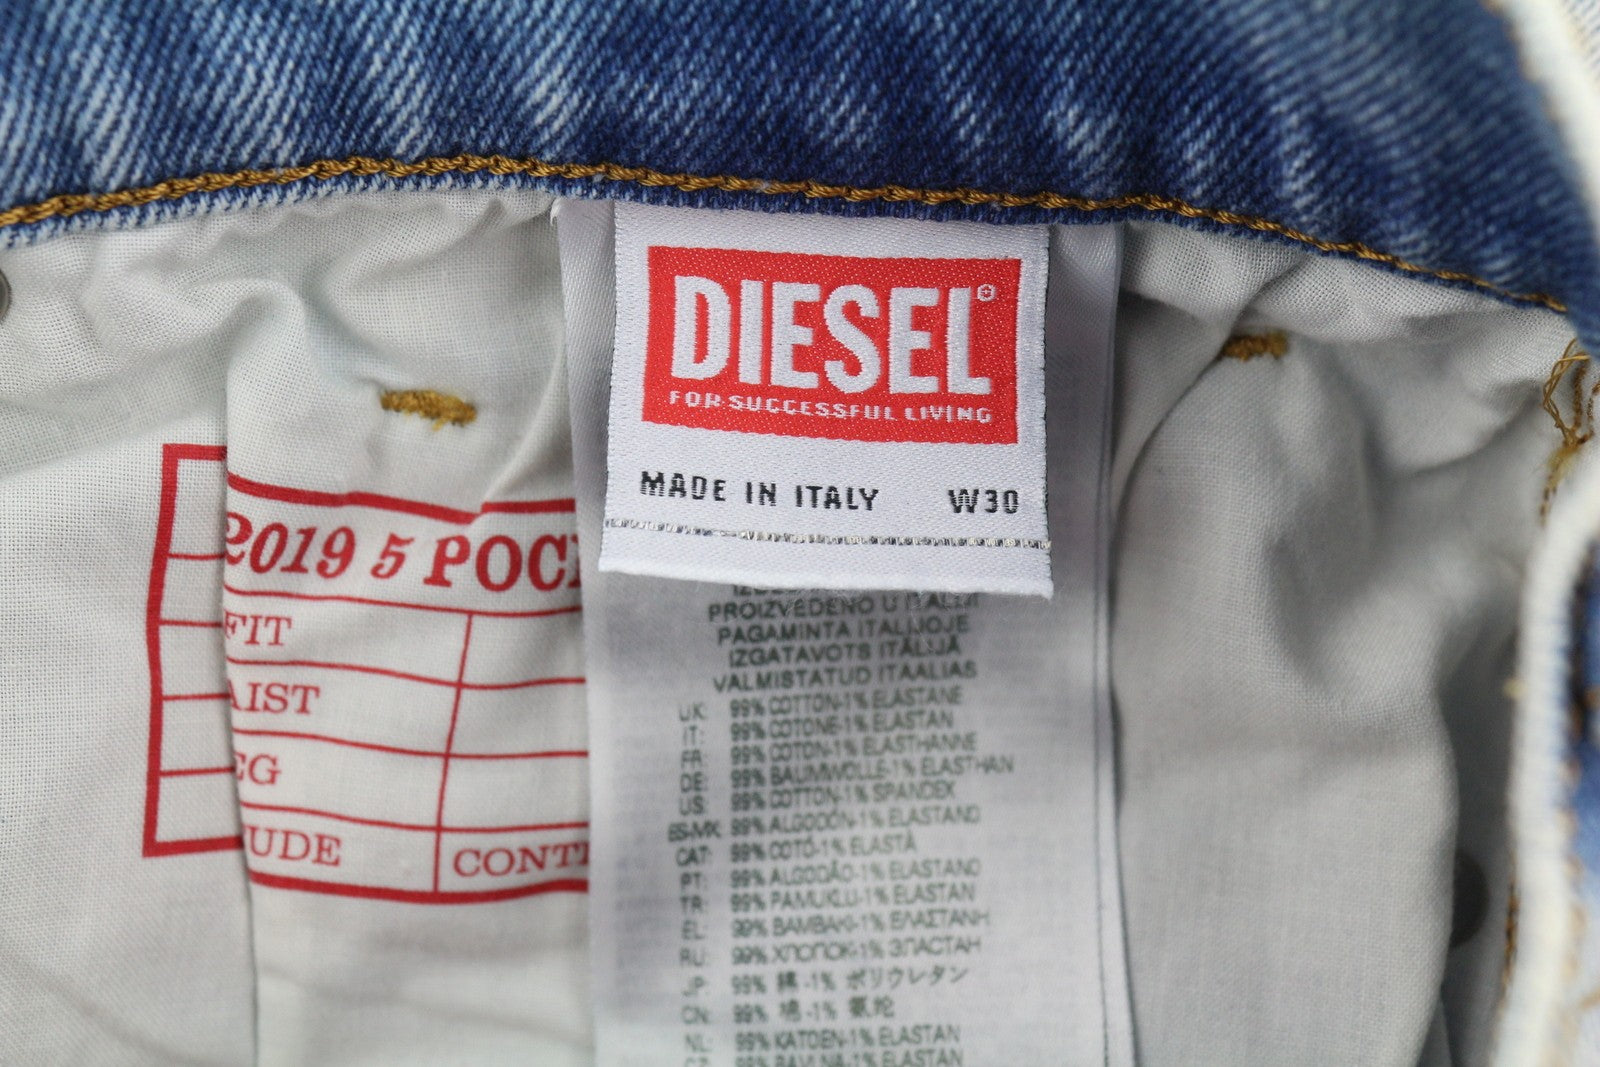 DIESEL
FOR SUCCESSFUL LIVING
MADE IN ITALY W30
2019 5 POC
FIT
AIST
EG
UDE
CONT
PROIZVEDENO U ITALIJI
PAGAMINTA ITALIJOJE
IZGATAVOTS ITĀLIJĀ
VALMISTATUD ITAALIAS
UK: 99% COTTON-1% ELASTANE
IT: 99% COTONE-1% ELASTAN
FR: 99% COTON-1% ELASTHANNE
DE: 99% BAUMWOLLE-1% ELASTHAN
US: 99% COTTON-1% SPANDEX
ES-MX: 99% ALGODÓN-1% ELASTANO
CAT: 99% COTÓ-1% ELASTÀ
PT: 99% ALGODÃO-1% ELASTANO
TR: 99% PAMUKLU-1% ELASTAN
EL: 99% ΒΑΜΒΑΚΙ-1% ΕΛΑΣΤΑΝΗ
RU: 99% ХЛОПОК-1% ЭЛАСТАН
JP: 99% 綿 -1% ポリウレタン
CN: 99% 棉 -1% 氨纶
NL: 99% KATOEN-1% ELASTAN
CZ: 99% BAVLNA-1% ELASTAN